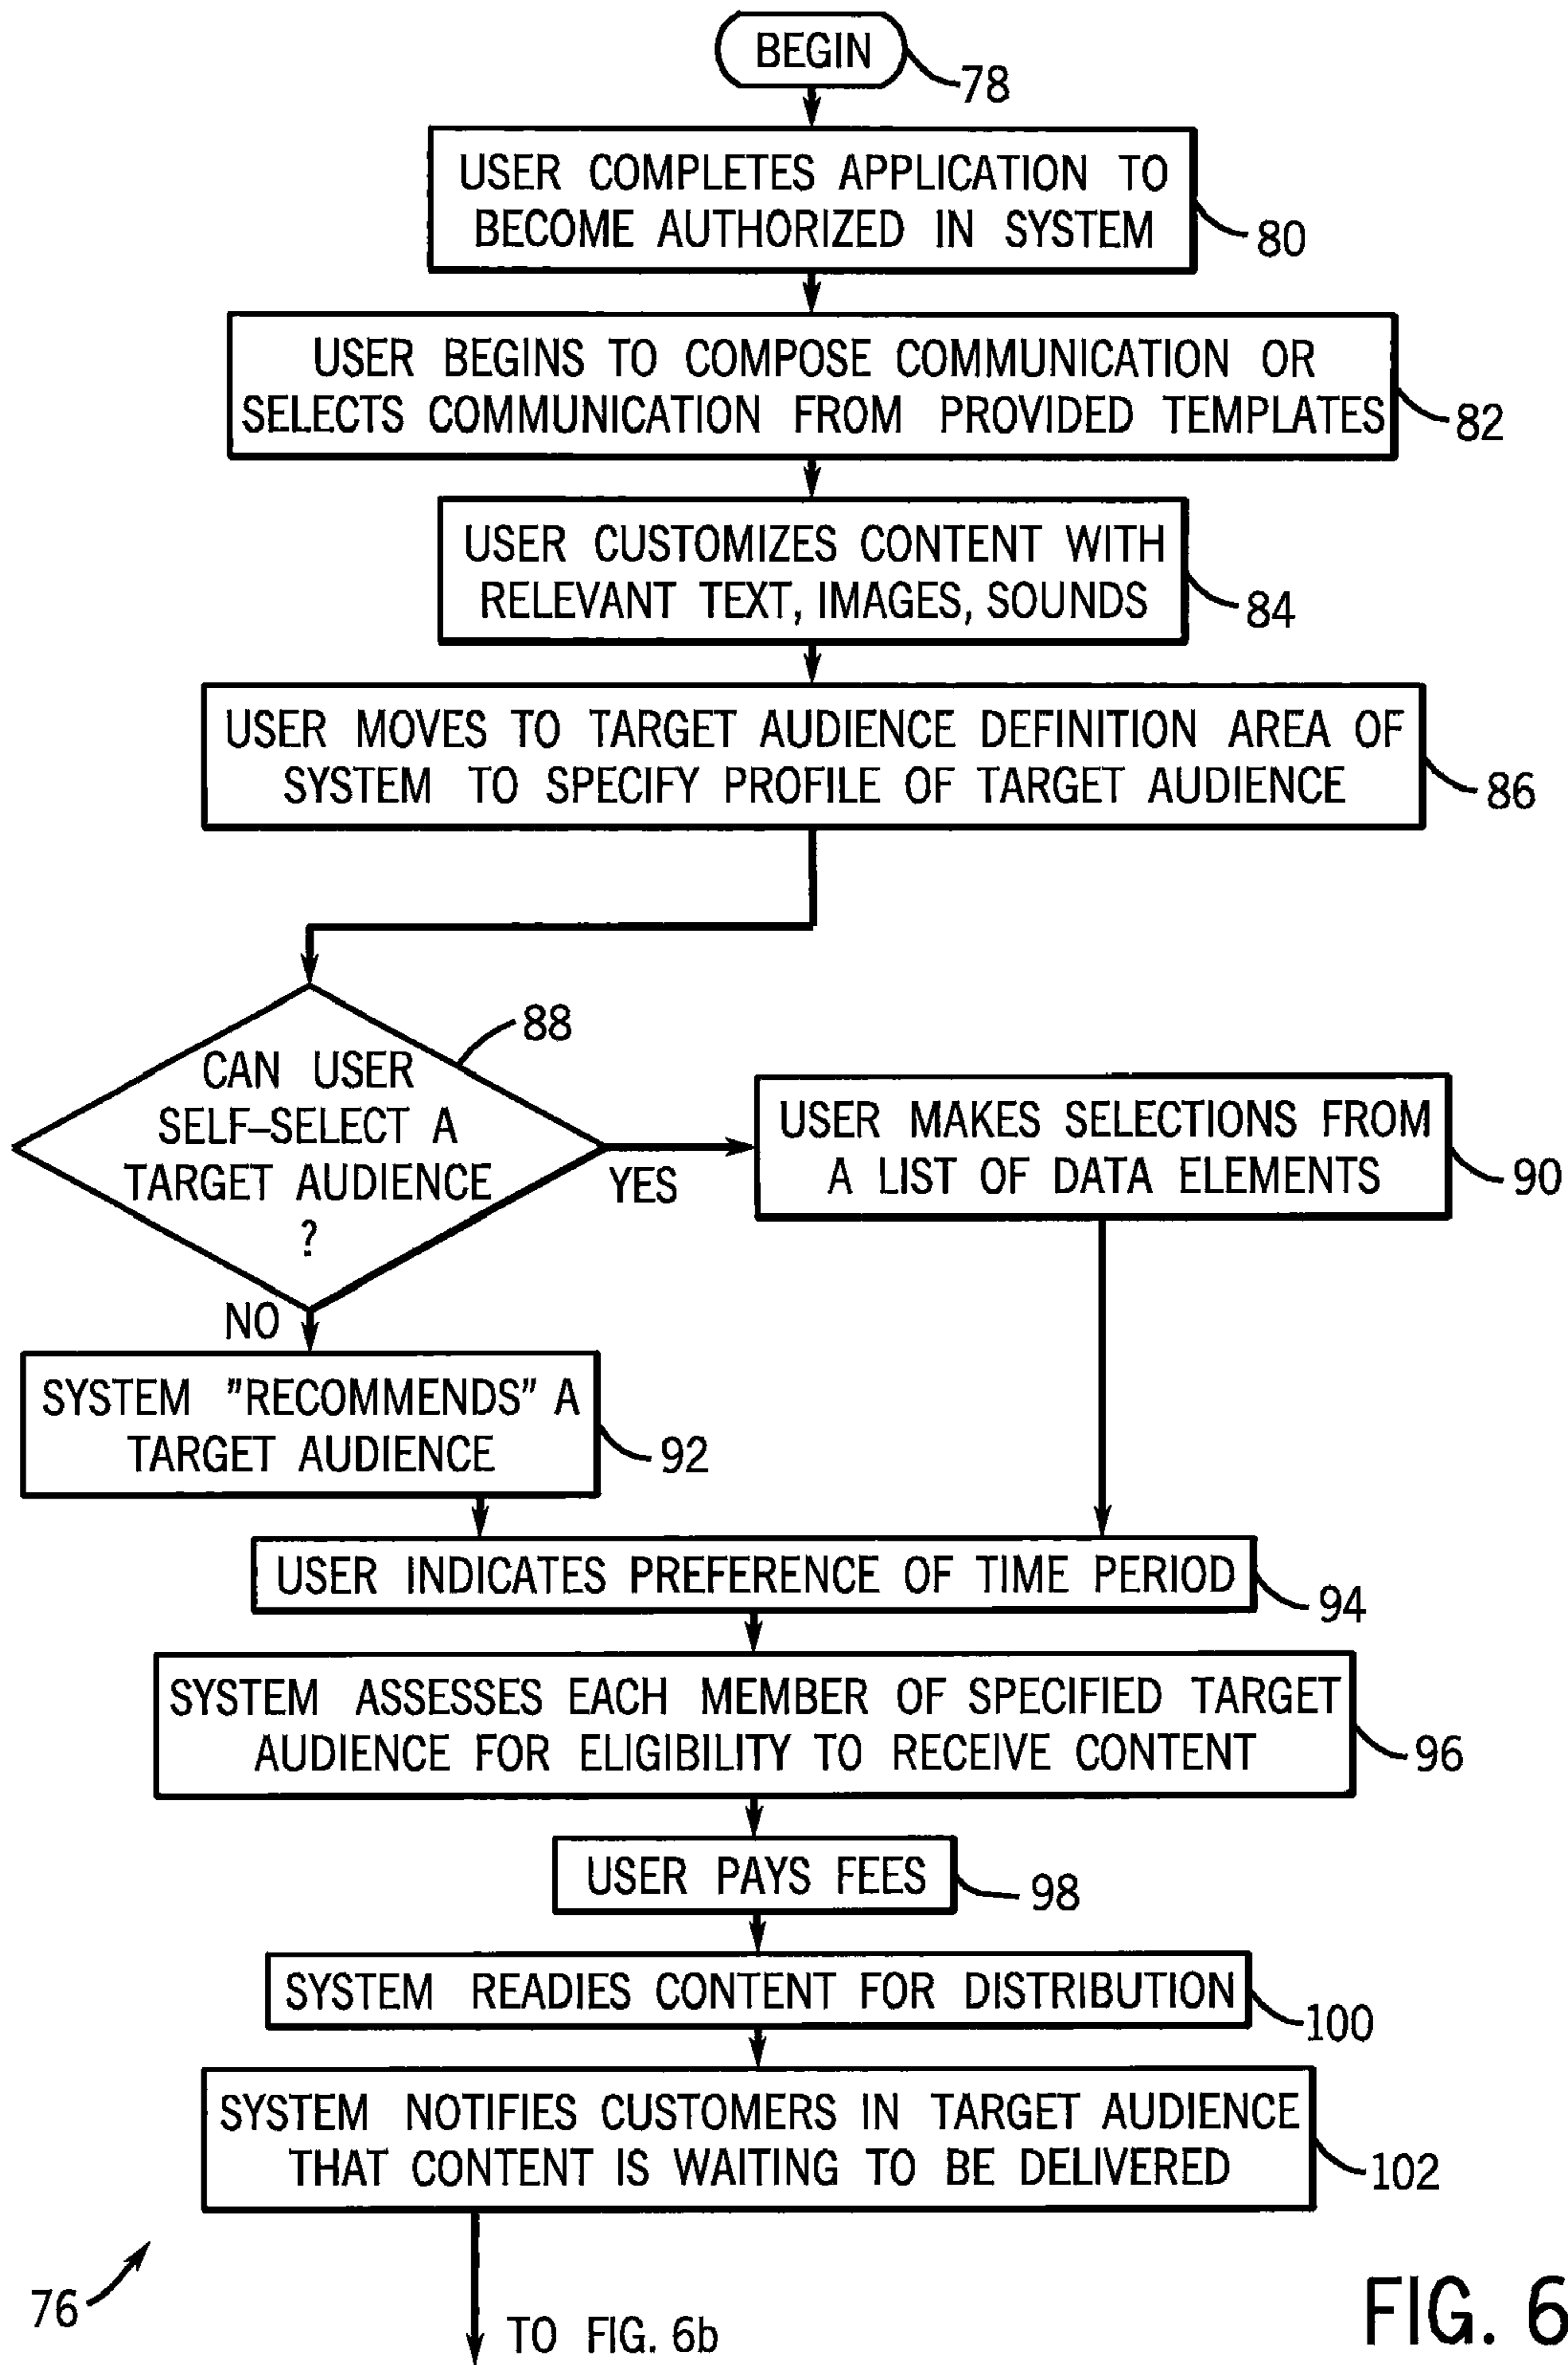 BEGIN
78
USER COMPLETES APPLICATION TO
BECOME AUTHORIZED IN SYSTEM
80
USER BEGINS TO COMPOSE COMMUNICATION OR
SELECTS COMMUNICATION FROM PROVIDED TEMPLATES
82
USER CUSTOMIZES CONTENT WITH
RELEVANT TEXT, IMAGES, SOUNDS
84
USER MOVES TO TARGET AUDIENCE DEFINITION AREA OF
SYSTEM TO SPECIFY PROFILE OF TARGET AUDIENCE
86
88
CAN USER
SELF–SELECT A
TARGET AUDIENCE
?
YES
USER MAKES SELECTIONS FROM
A LIST OF DATA ELEMENTS
90
NO
SYSTEM "RECOMMENDS" A
TARGET AUDIENCE
92
USER INDICATES PREFERENCE OF TIME PERIOD
94
SYSTEM ASSESSES EACH MEMBER OF SPECIFIED TARGET
AUDIENCE FOR ELIGIBILITY TO RECEIVE CONTENT
96
USER PAYS FEES
98
SYSTEM READIES CONTENT FOR DISTRIBUTION
100
SYSTEM NOTIFIES CUSTOMERS IN TARGET AUDIENCE
THAT CONTENT IS WAITING TO BE DELIVERED
102
76
TO FIG. 6b
FIG. 6